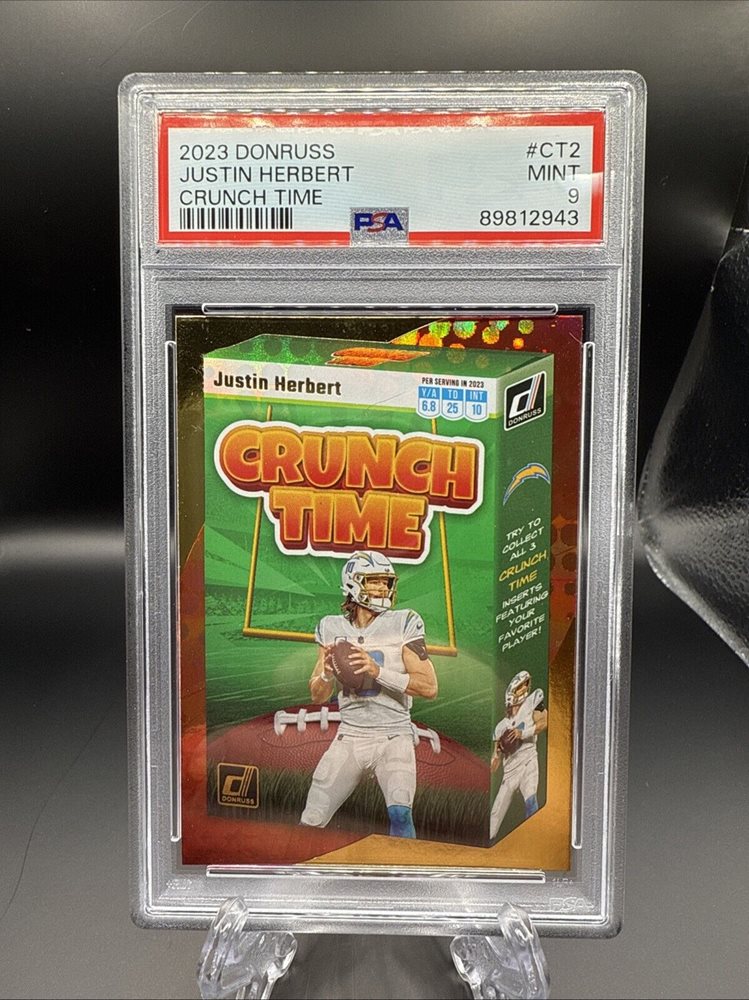 2023 DONRUSS #CT2
JUSTIN HERBERT MINT
CRUNCH TIME 9
PSA 89812943
Justin Herbert
PER SERVING IN 2023
Y/A TD INT
6.8 25 10
DONRUSS
CRUNCH
TIME
TRY TO
COLLECT
ALL 3
CRUNCH
TIME
INSERTS
FEATURING
YOUR
FAVORITE
PLAYER!
DONRUSS
PSA